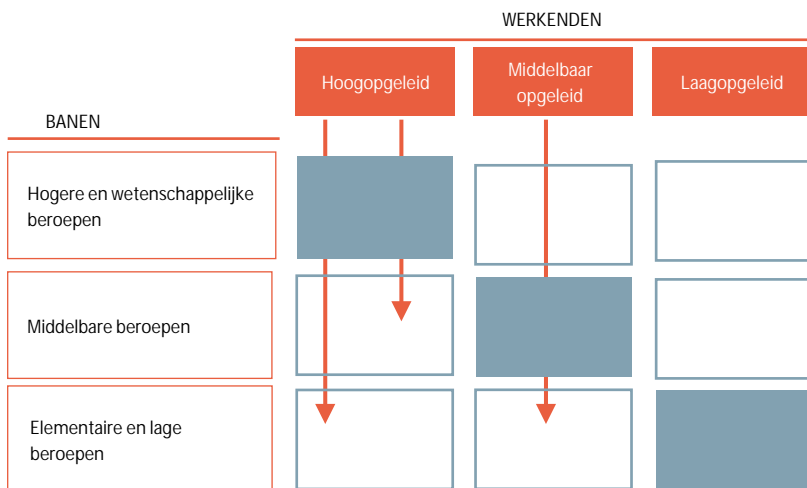 WERKENDEN
Hoogopgeleid
Middelbaar
opgeleid
Laagopgeleid
BANEN
Hogere en wetenschappelijke
beroepen
Middelbare beroepen
Elementaire en lage
beroepen